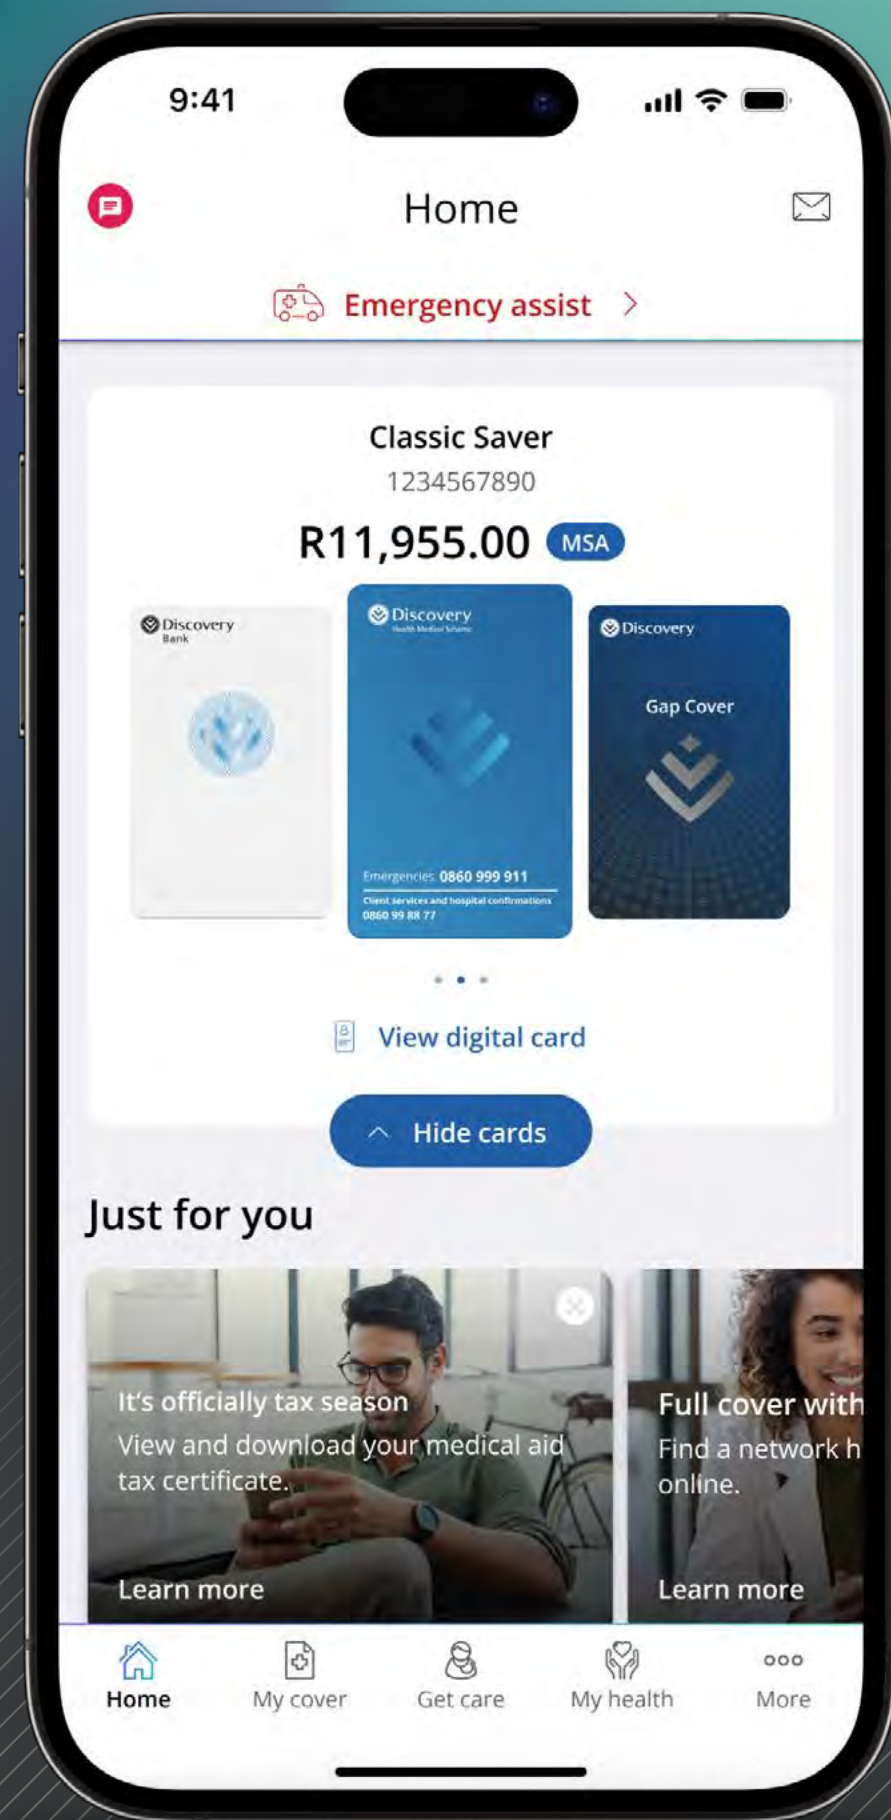 9:41
Home
Emergency assist
Classic Saver
1234567890
R11,955.00 MSA
Discovery
Bank
Discovery
Health Medical Scheme
Emergencies 0860 999 911
Client services and hospital confirmations
0860 99 88 77
Discovery
Gap Cover
View digital card
Hide cards
Just for you
It's officially tax season
View and download your medical aid
tax certificate.
Learn more
Full cover with
Find a network h
online.
Learn more
Home
My cover
Get care
My health
More